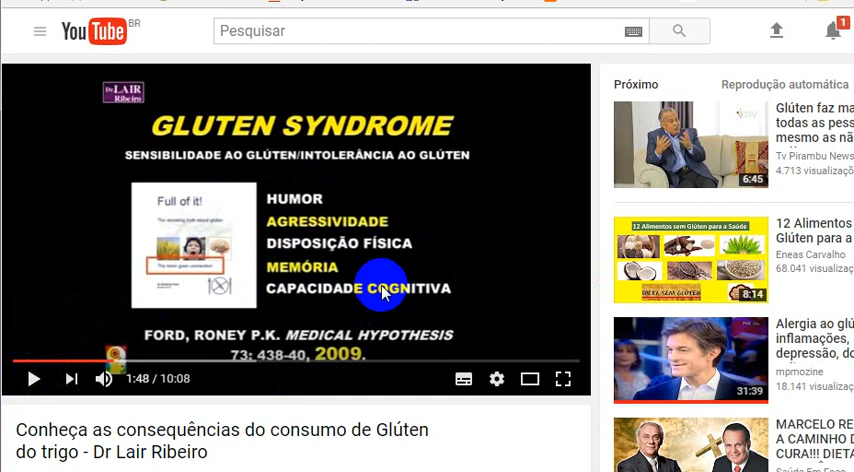 YouTube BR
Pesquisar
1
Dr. LAIR
Ribeiro
GLUTEN SYNDROME
SENSIBILIDADE AO GLÚTEN/INTOLERÂNCIA AO GLÚTEN
Full of it!
HUMOR
AGRESSIVIDADE
DISPOSIÇÃO FÍSICA
MEMÓRIA
CAPACIDADE COGNITIVA
FORD, RONEY P.K. MEDICAL HYPOTHESIS
73: 438-40, 2009.
1:48 / 10:08
Conheça as consequências do consumo de Glúten
do trigo - Dr Lair Ribeiro
Próximo
Reprodução automática
6:45
Glúten faz ma
todas as pess
mesmo as nã
Tv Pirambu News
4.713 visualizaçõ
12 Alimentos sem Glúten para a Saúde
DIETA SEM GLÚTEN
8:14
12 Alimentos
Glúten para a
Eneas Carvalho
68.041 visualizaç
31:39
Alergia ao glú
inflamações,
depressão, do
mpmozine
18.141 visualizaç
MARCELO RE
A CAMINHO D
CURA!!! DIETA
Saúde Em Foco